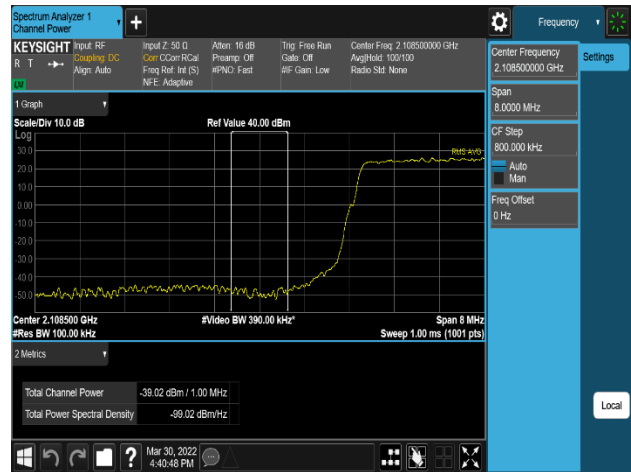 Spectrum Analyzer 1
Channel Power
Frequency
KEYSIGHT
R T
LW
Input: RF
Coupling: DC
Align: Auto
Input Z: 50 Ω
Corr CCorr RCal
Freq Ref: Int (S)
NFE: Adaptive
Atten: 16 dB
Preamp: Off
#PNO: Fast
Trig: Free Run
Gate: Off
#IF Gain: Low
Center Freq: 2.108500000 GHz
Avg|Hold: 100/100
Radio Std: None
Center Frequency
2.108500000 GHz
Settings
Span
8.0000 MHz
CF Step
800.000 kHz
Auto
Man
Freq Offset
0 Hz
1 Graph
Scale/Div 10.0 dB
Ref Value 40.00 dBm
Log
RMS AVG
30.0
20.0
10.0
0.00
-10.0
-20.0
-30.0
-40.0
-50.0
Center 2.108500 GHz
#Video BW 390.00 kHz*
Span 8 MHz
#Res BW 100.00 kHz
Sweep 1.00 ms (1001 pts)
2 Metrics
Total Channel Power
-39.02 dBm / 1.00 MHz
Total Power Spectral Density
-99.02 dBm/Hz
Local
?
Mar 30, 2022
4:40:48 PM